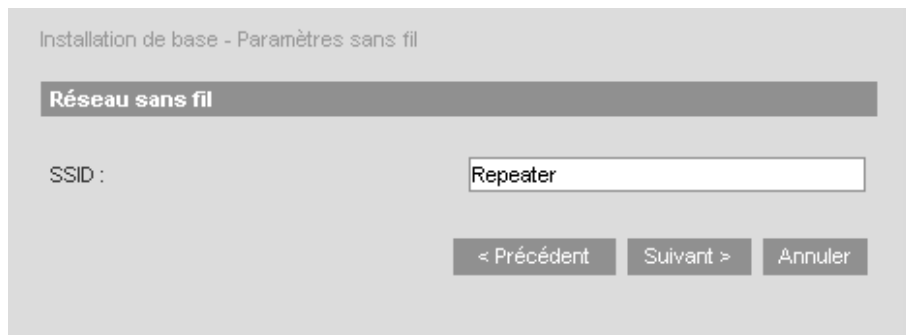 Installation de base - Paramètres sans fil
Réseau sans fil
SSID : Repeater
< Précédent Suivant > Annuler